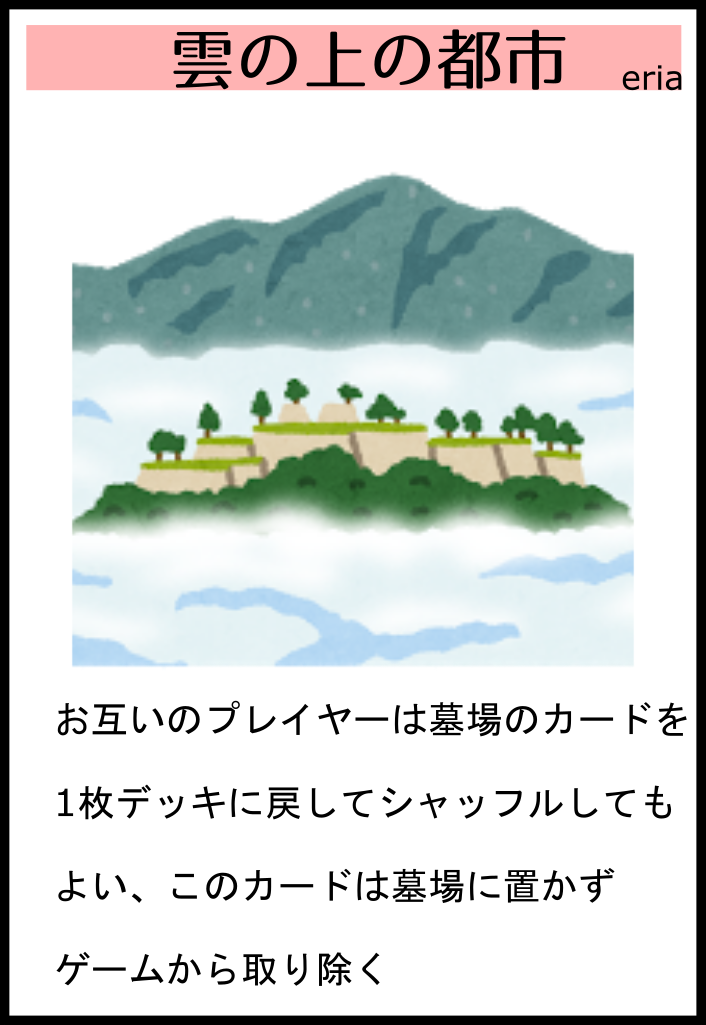 雲の上の都市
eria
お互いのプレイヤーは墓場のカードを
1枚デッキに戻してシャッフルしても
よい、このカードは墓場に置かず
ゲームから取り除く